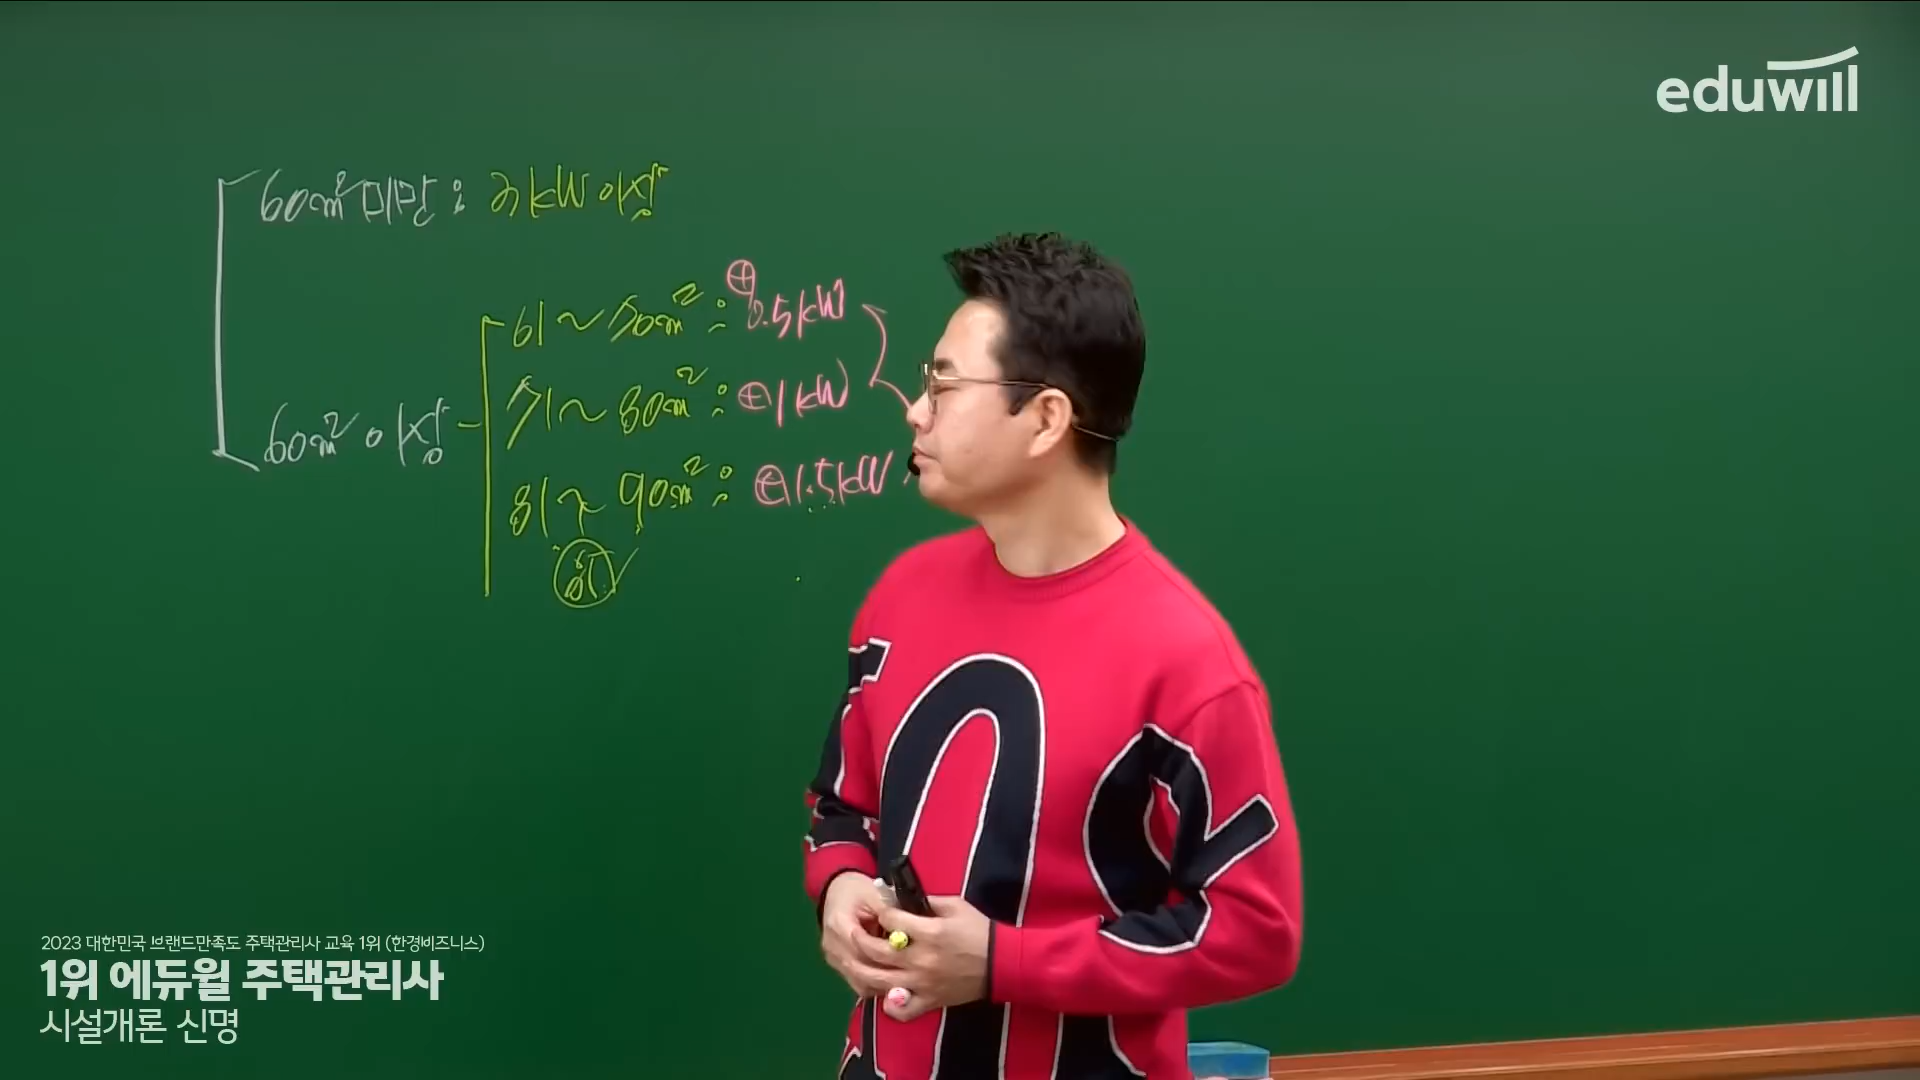 eduwill
60m² 미만 : 3kW 이상
61~70m² : ⊕0.5kW
71~80m² : ⊕1kW
60m² 이상
81~90m² : ⊕1.5kW
2023 대한민국 브랜드만족도 주택관리사 교육 1위 (한경비즈니스)
1위 에듀윌 주택관리사
시설개론 신명